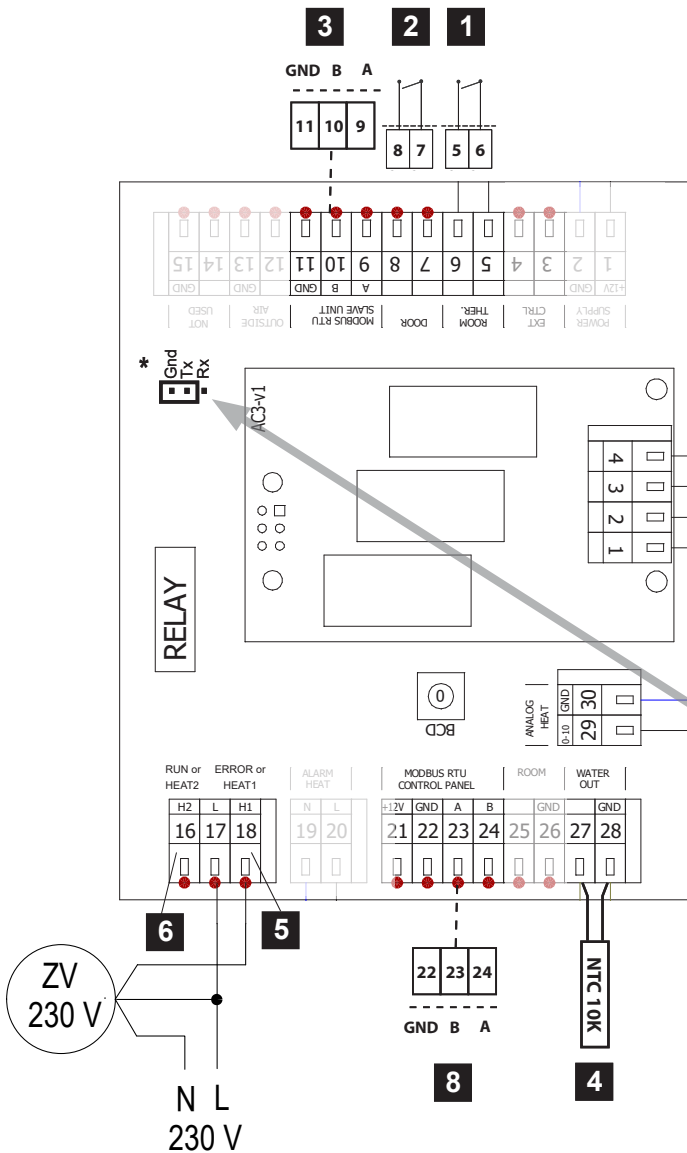 3 2 1
GND B A
11 10 9
8 7
5 6
15 14 13 12 11 10 9 8 7 6 5 4 3 2 1
GND GND GND B A GND +12V
NOT USED
OUTSIDE AIR
MODBUS RTU SLAVE UNIT
DOOR
ROOM THER.
EXT CTRL
POWER SUPPLY
*
Gnd
Tx
Rx
AC3-v1
4
3
2
1
RELAY
0
BCD
ANALOG HEAT
0-10 GND
29 30
RUN or HEAT2
ERROR or HEAT1
ALARM HEAT
MODBUS RTU CONTROL PANEL
ROOM
WATER OUT
H2 L H1 N L +12V GND A B GND GND
16 17 18 19 20 21 22 23 24 25 26 27 28
6 5
ZV
230 V
22 23 24
GND B A
NTC 10K
8 4
N L
230 V